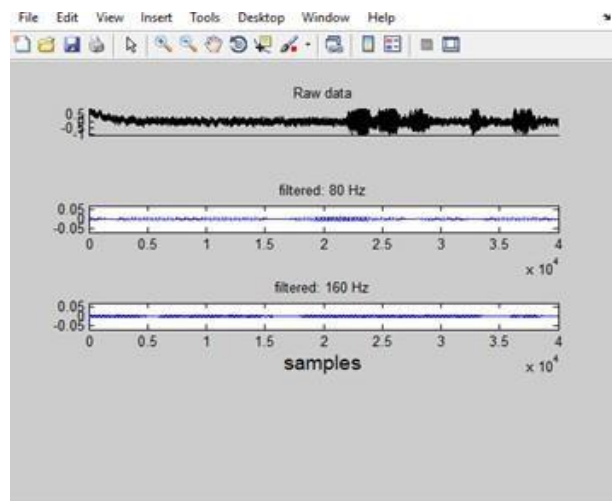 File Edit View Insert Tools Desktop Window Help
Raw data
0.5
0
-0.5
-1
filtered: 80 Hz
0.05
0
-0.05
0 0.5 1 1.5 2 2.5 3 3.5 4
x 10^4
filtered: 160 Hz
0.05
0
-0.05
0 0.5 1 1.5 2 2.5 3 3.5 4
samples x 10^4